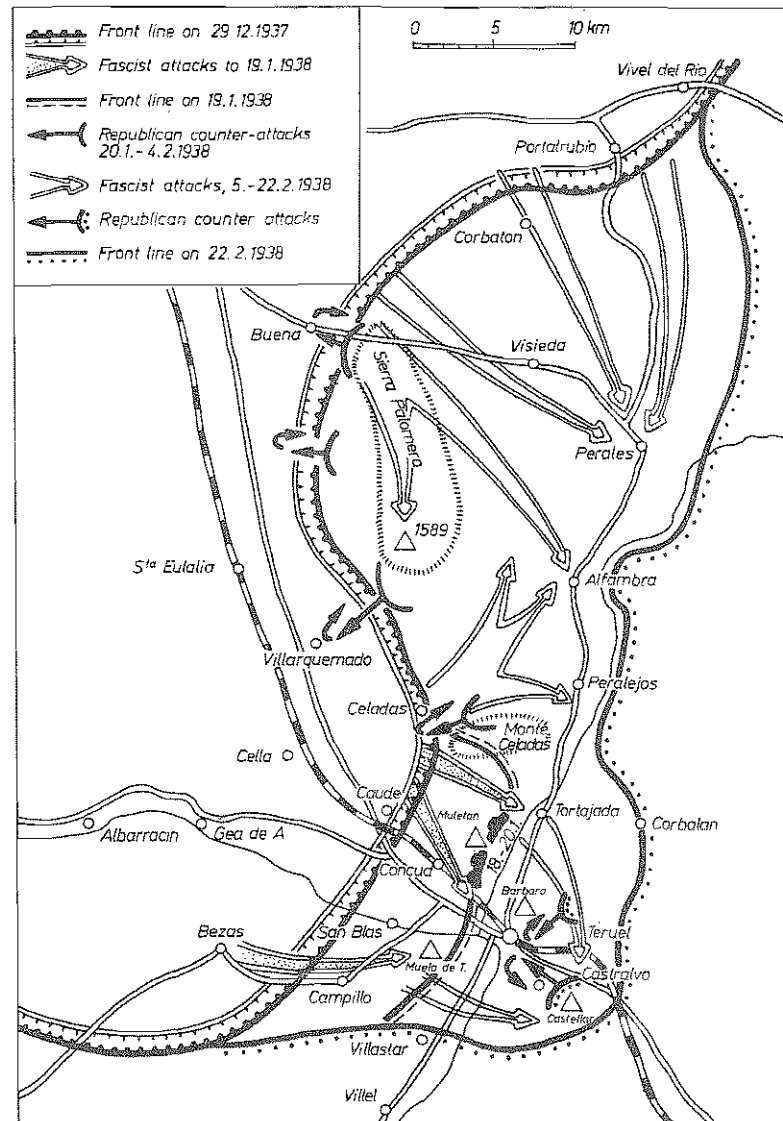 Front line on 29.12.1937
Fascist attacks to 19.1.1938
Front line on 19.1.1938
Republican counter-attacks
20.1.-4.2.1938
Fascist attacks, 5.-22.2.1938
Republican counter attacks
Front line on 22.2.1938
0 5 10 km
Vivel del Rio
Portalrubio
Corbaton
Buena
Visieda
Sierra Palomera
Perales
1589
Sta Eulalia
Alfambra
Villarquemado
Peralejos
Celadas
Monte
Celadas
Cella
Caude
Muletan
Tortajada
Albarracin
Gea de A
Corbalan
Concud
18. 20.
Barbara
San Blas
Teruel
Bezas
Muela de T.
Castralvo
Campillo
Castellar
Villastar
Villel